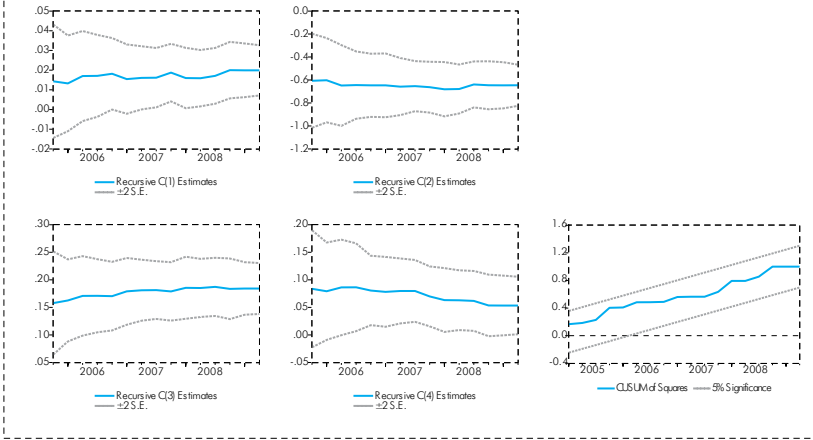 .05
.04
.03
.02
.01
.00
-.01
-.02
2006 2007 2008
Recursive C(1) Estimates
±2 S.E.
0.0
-0.2
-0.4
-0.6
-0.8
-1.0
-1.2
2006 2007 2008
Recursive C(2) Estimates
±2 S.E.
.30
.25
.20
.15
.10
.05
2006 2007 2008
Recursive C(3) Estimates
±2 S.E.
.20
.15
.10
.05
.00
-.05
2006 2007 2008
Recursive C(4) Estimates
±2 S.E.
1.6
1.2
0.8
0.4
0.0
-0.4
2005 2006 2007 2008
CUSUM of Squares 5% Significance